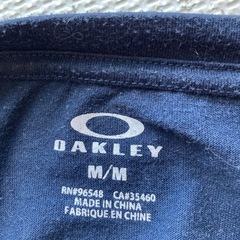 OAKLEY
M/M
RN#96548 CA#35460
MADE IN CHINA
FABRIQUE EN CHINE